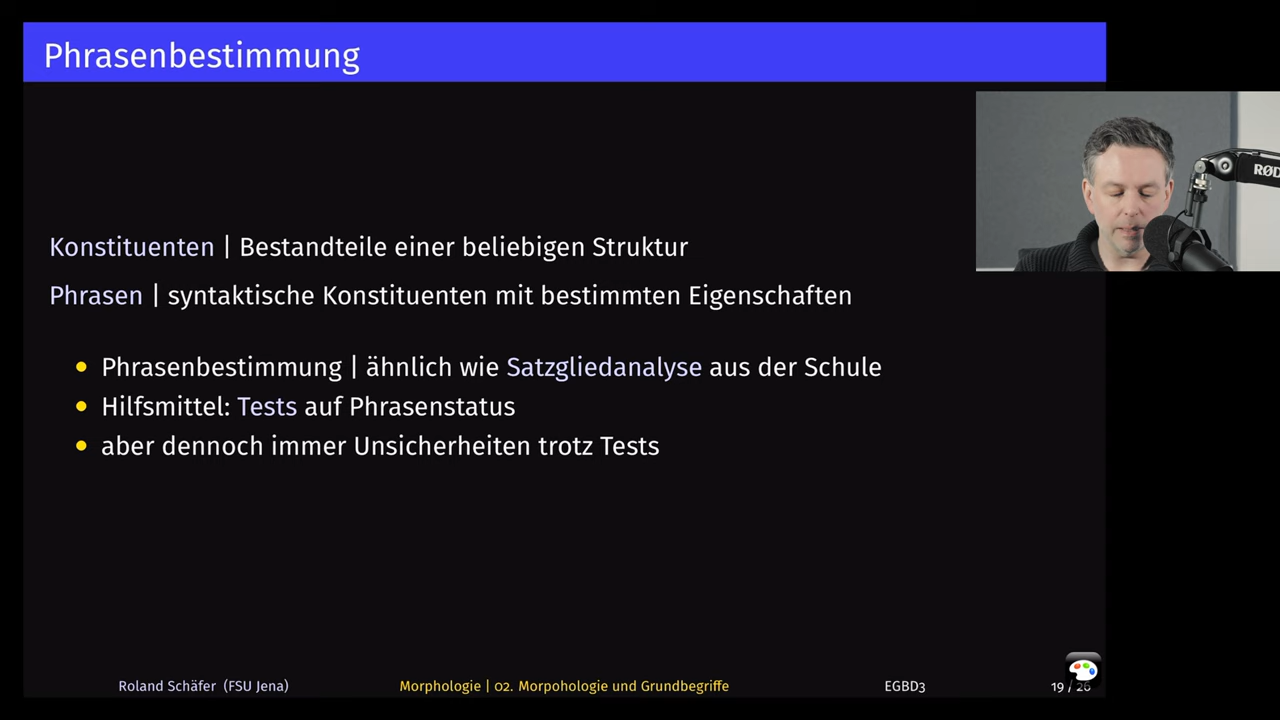 Phrasenbestimmung
Konstituenten | Bestandteile einer beliebigen Struktur
Phrasen | syntaktische Konstituenten mit bestimmten Eigenschaften
Phrasenbestimmung | ähnlich wie Satzgliedanalyse aus der Schule
Hilfsmittel: Tests auf Phrasenstatus
aber dennoch immer Unsicherheiten trotz Tests
RØD
Roland Schäfer (FSU Jena) Morphologie | 02. Morpohologie und Grundbegriffe EGBD3 19 / 26